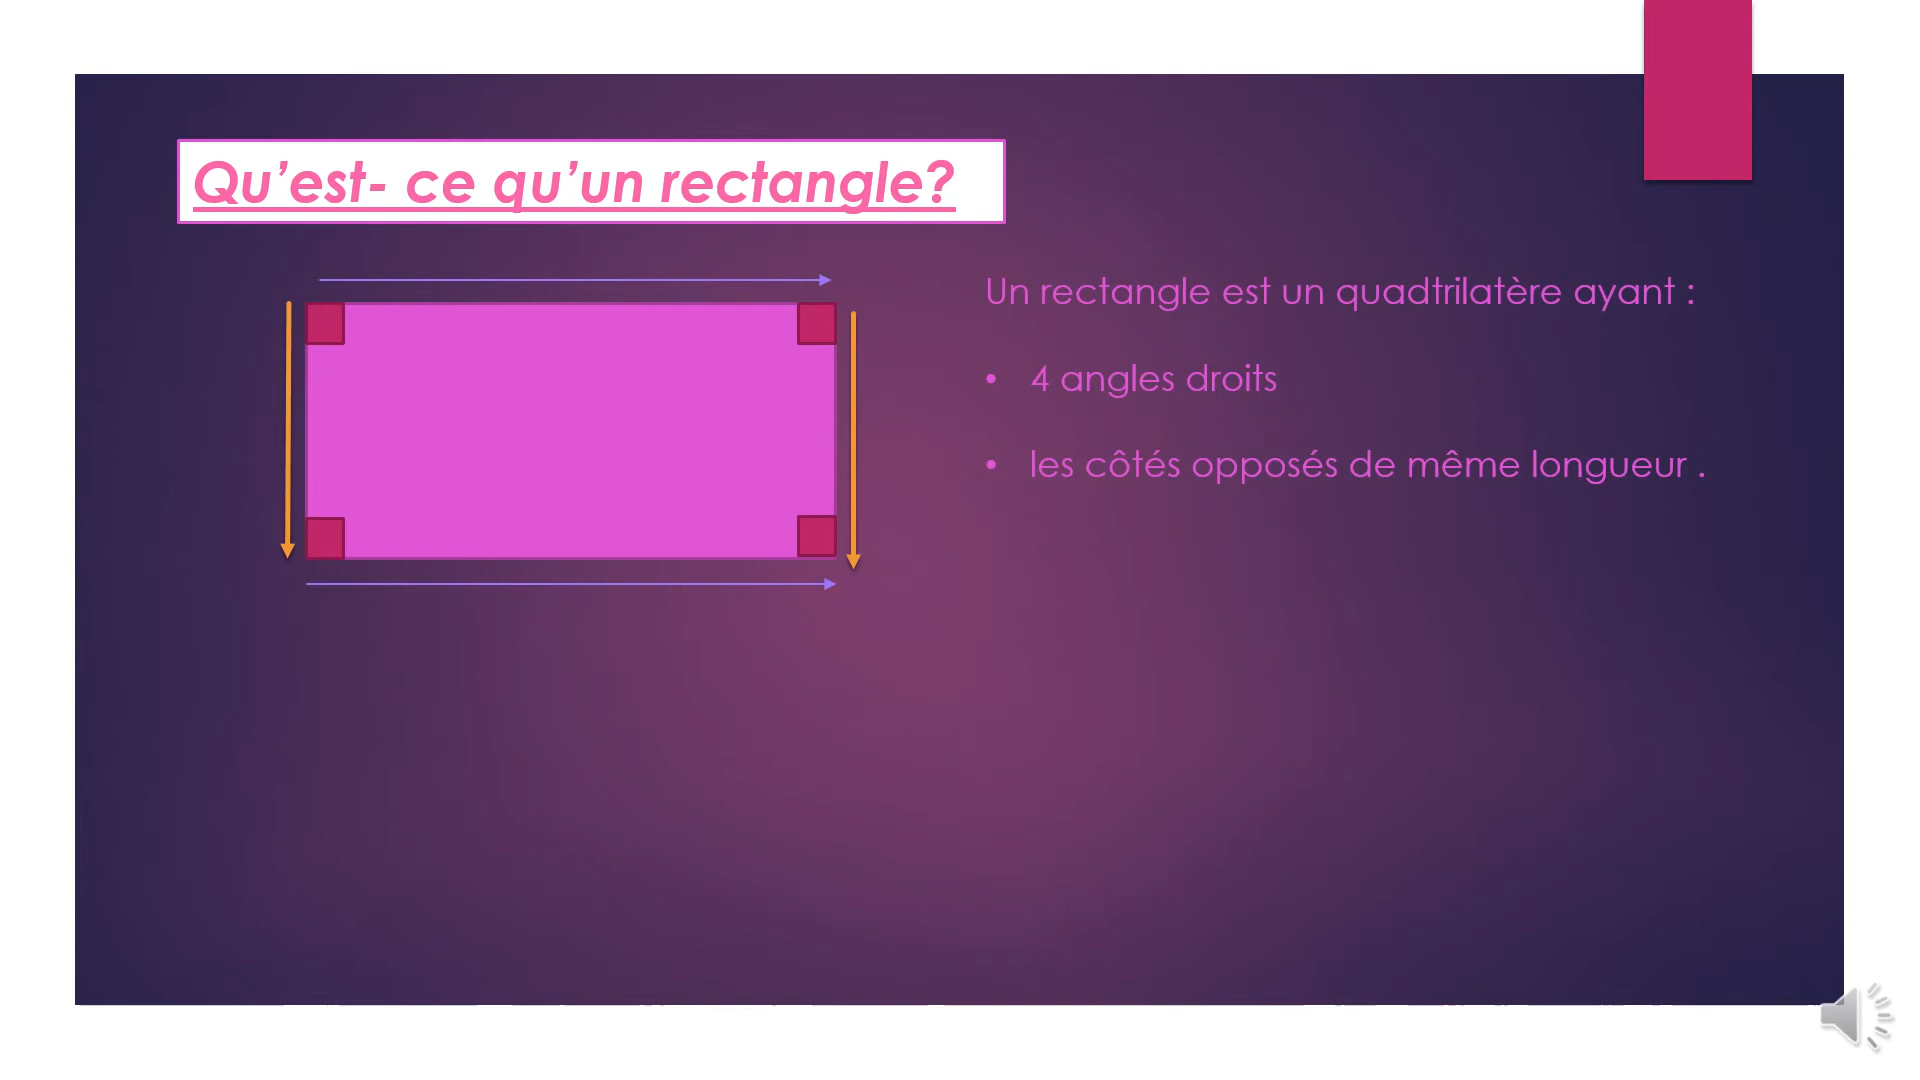 Qu’est- ce qu’un rectangle?
Un rectangle est un quadtrilatère ayant :
• 4 angles droits
• les côtés opposés de même longueur .